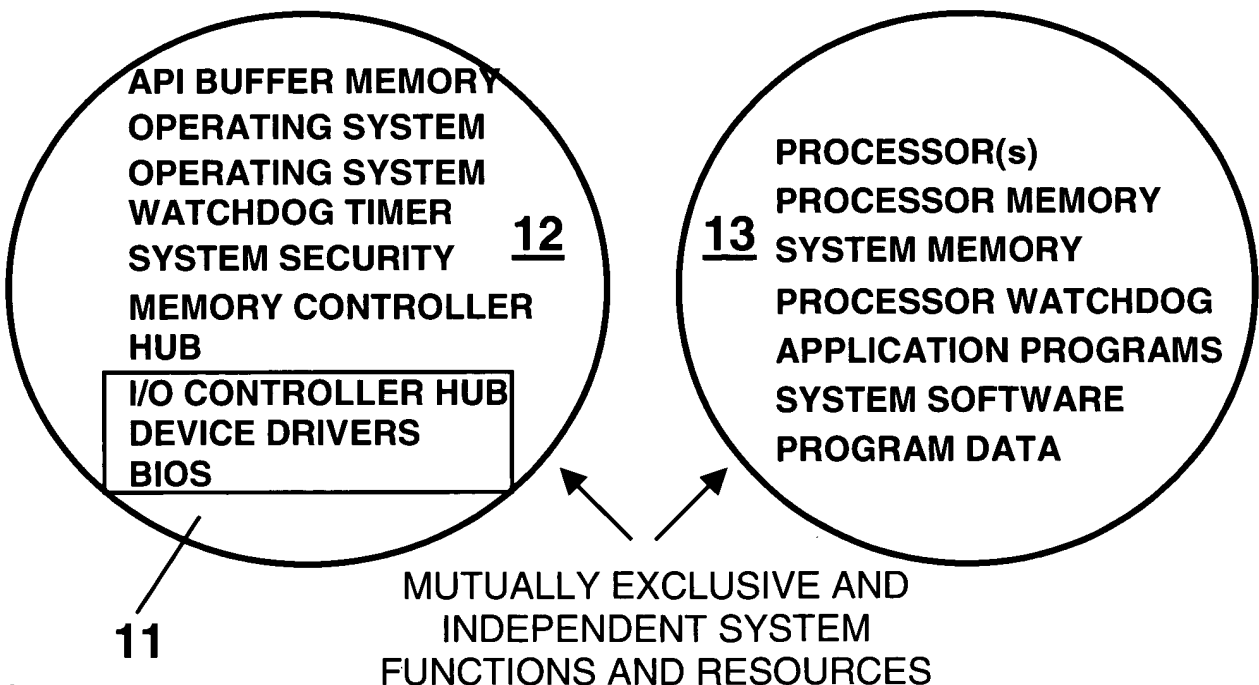 API BUFFER MEMORY
OPERATING SYSTEM
OPERATING SYSTEM
WATCHDOG TIMER
SYSTEM SECURITY
MEMORY CONTROLLER
HUB
I/O CONTROLLER HUB
DEVICE DRIVERS
BIOS
12
11
13
PROCESSOR(s)
PROCESSOR MEMORY
SYSTEM MEMORY
PROCESSOR WATCHDOG
APPLICATION PROGRAMS
SYSTEM SOFTWARE
PROGRAM DATA
MUTUALLY EXCLUSIVE AND
INDEPENDENT SYSTEM
FUNCTIONS AND RESOURCES